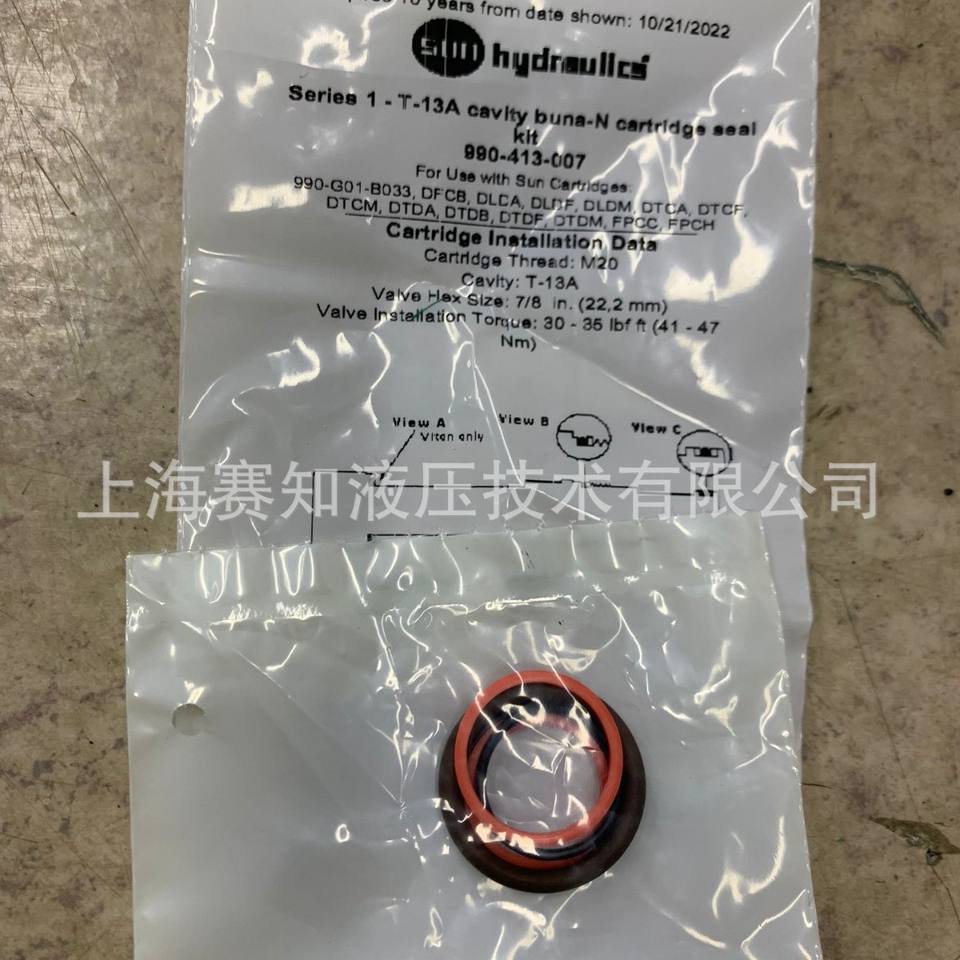 10 years from date shown: 10/21/2022
sun hydraulics
Series 1 - T-13A cavity buna-N cartridge seal
kit
990-413-007
For Use with Sun Cartridges:
990-G01-B033, DFCB, DLDA, DLDF, DLDM, DTCA, DTCF,
DTCM, DTDA, DTDB, DTDF, DTDM, FPCC, FPCH
Cartridge Installation Data
Cartridge Thread: M20
Cavity: T-13A
Valve Hex Size: 7/8 in. (22,2 mm)
Valve Installation Torque: 30 - 35 lbf ft (41 - 47
Nm)
View A
View B
View C
Viton only
上海赛知液压技术有限公司